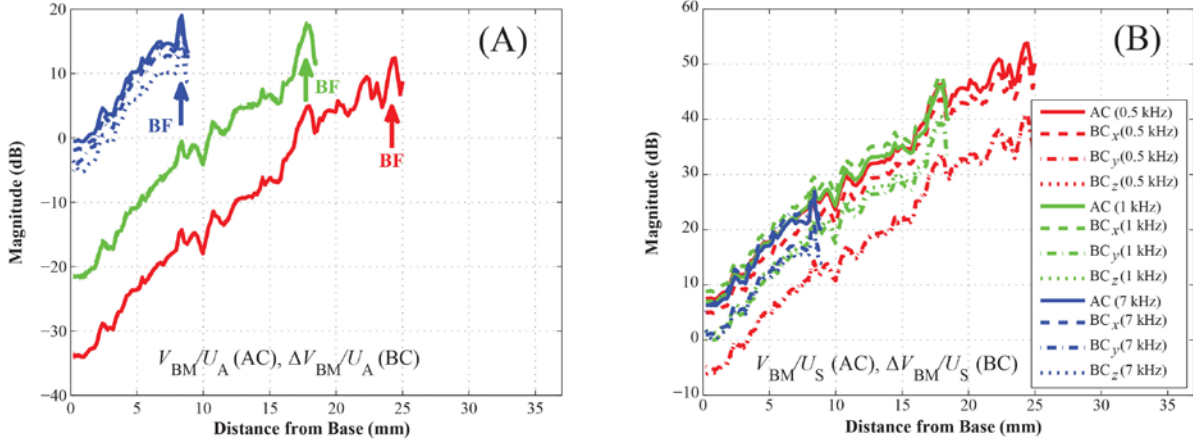 20
10
0
−10
−20
−30
−40
0
5
10
15
20
25
30
35
Magnitude (dB)
Distance from Base (mm)
(A)
BF
BF
BF
V_BM/U_A (AC), ΔV_BM/U_A (BC)
60
50
40
30
20
10
0
−10
0
5
10
15
20
25
30
35
Magnitude (dB)
Distance from Base (mm)
(B)
V_BM/U_S (AC), ΔV_BM/U_S (BC)
AC (0.5 kHz)
BC_x (0.5 kHz)
BC_y (0.5 kHz)
BC_z (0.5 kHz)
AC (1 kHz)
BC_x (1 kHz)
BC_y (1 kHz)
BC_z (1 kHz)
AC (7 kHz)
BC_x (7 kHz)
BC_y (7 kHz)
BC_z (7 kHz)